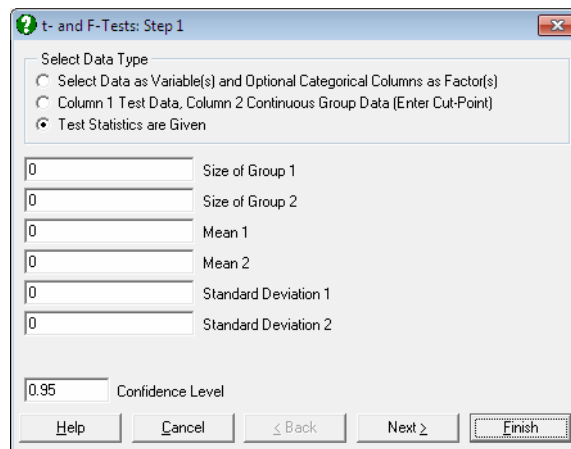 t- and F-Tests: Step 1
Select Data Type
Select Data as Variable(s) and Optional Categorical Columns as Factor(s)
Column 1 Test Data, Column 2 Continuous Group Data (Enter Cut-Point)
Test Statistics are Given
0 Size of Group 1
0 Size of Group 2
0 Mean 1
0 Mean 2
0 Standard Deviation 1
0 Standard Deviation 2
0.95 Confidence Level
Help Cancel < Back Next > Finish